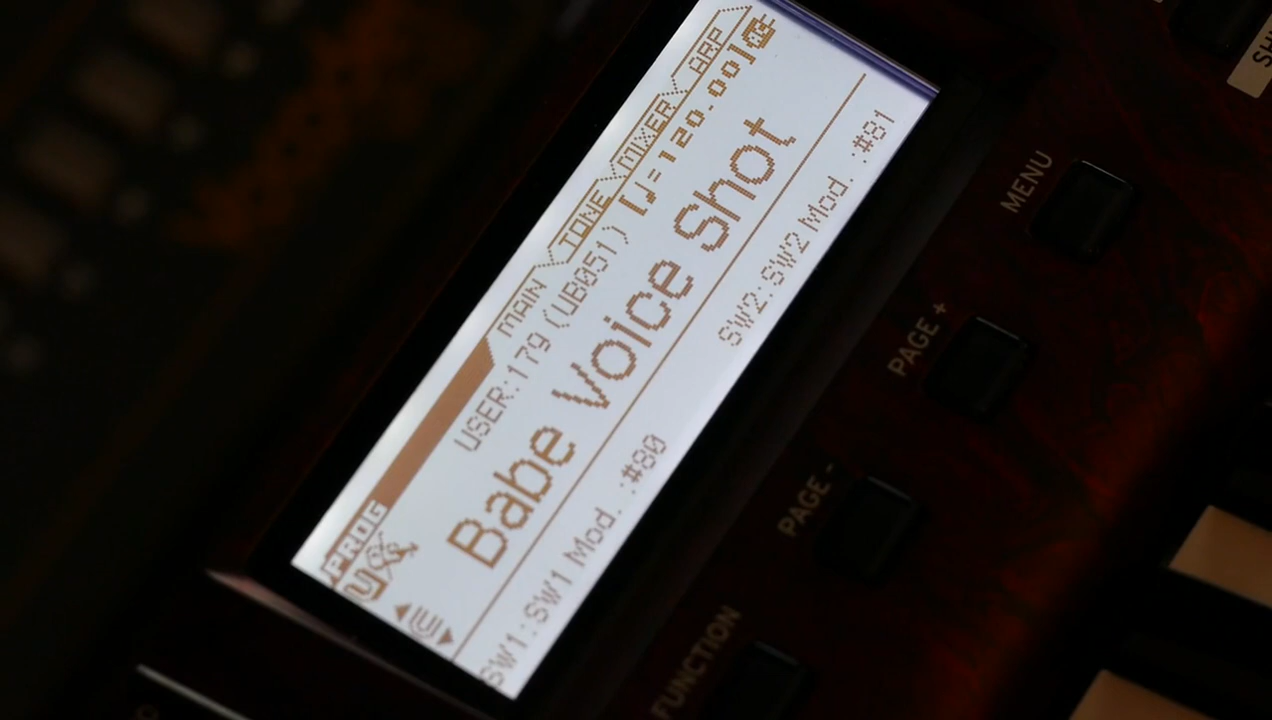 PROG MAIN TONE MIXER ARP
U USER:179(UB051) [♩=120.00]
Babe Voice Shot
SW1:SW1 Mod. :#80 SW2:SW2 Mod. :#81
FUNCTION
PAGE -
PAGE +
MENU